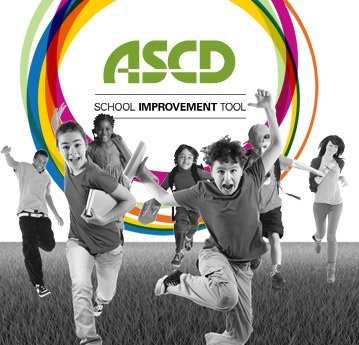 ASCD
SCHOOL IMPROVEMENT TOOL